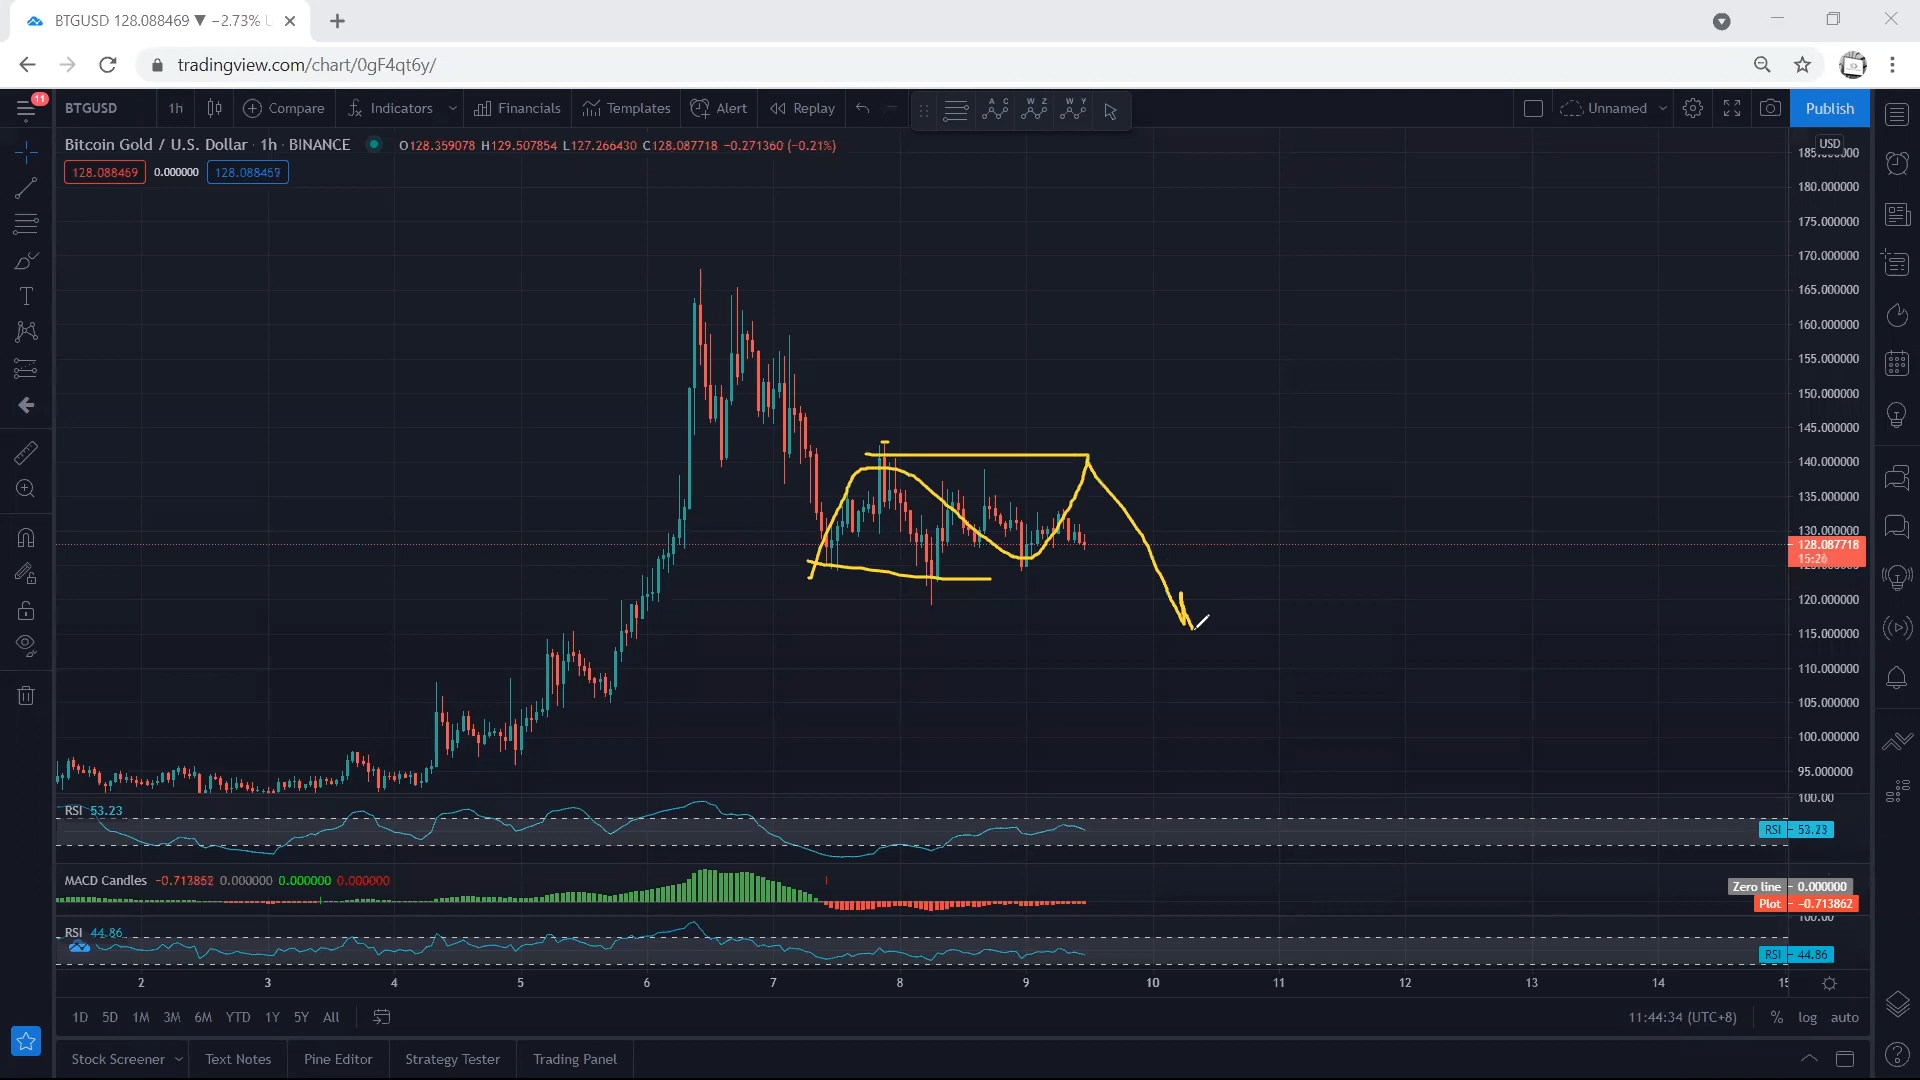 BTGUSD 128.088469 ▼ −2.73%
tradingview.com/chart/0gF4qt6y/
11
BTGUSD 1h Compare Indicators Financials Templates Alert Replay A C W Z W Y Unnamed Publish
Bitcoin Gold / U.S. Dollar · 1h · BINANCE O128.359078 H129.507854 L127.266430 C128.087718 −0.271360 (−0.21%)
128.088469 0.000000 128.088469
USD
180.000000
175.000000
170.000000
165.000000
160.000000
155.000000
150.000000
145.000000
140.000000
135.000000
130.000000
128.087718
15:26
120.000000
115.000000
110.000000
105.000000
100.000000
95.000000
100.00
RSI 53.23
RSI 53.23
MACD Candles −0.713862 0.000000 0.000000 0.000000
Zero line 0.000000
Plot −0.713862
100.00
RSI 44.86
RSI 44.86
2 3 4 5 6 7 8 9 10 11 12 13 14 15
1D 5D 1M 3M 6M YTD 1Y 5Y All 11:44:34 (UTC+8) % log auto
Stock Screener Text Notes Pine Editor Strategy Tester Trading Panel